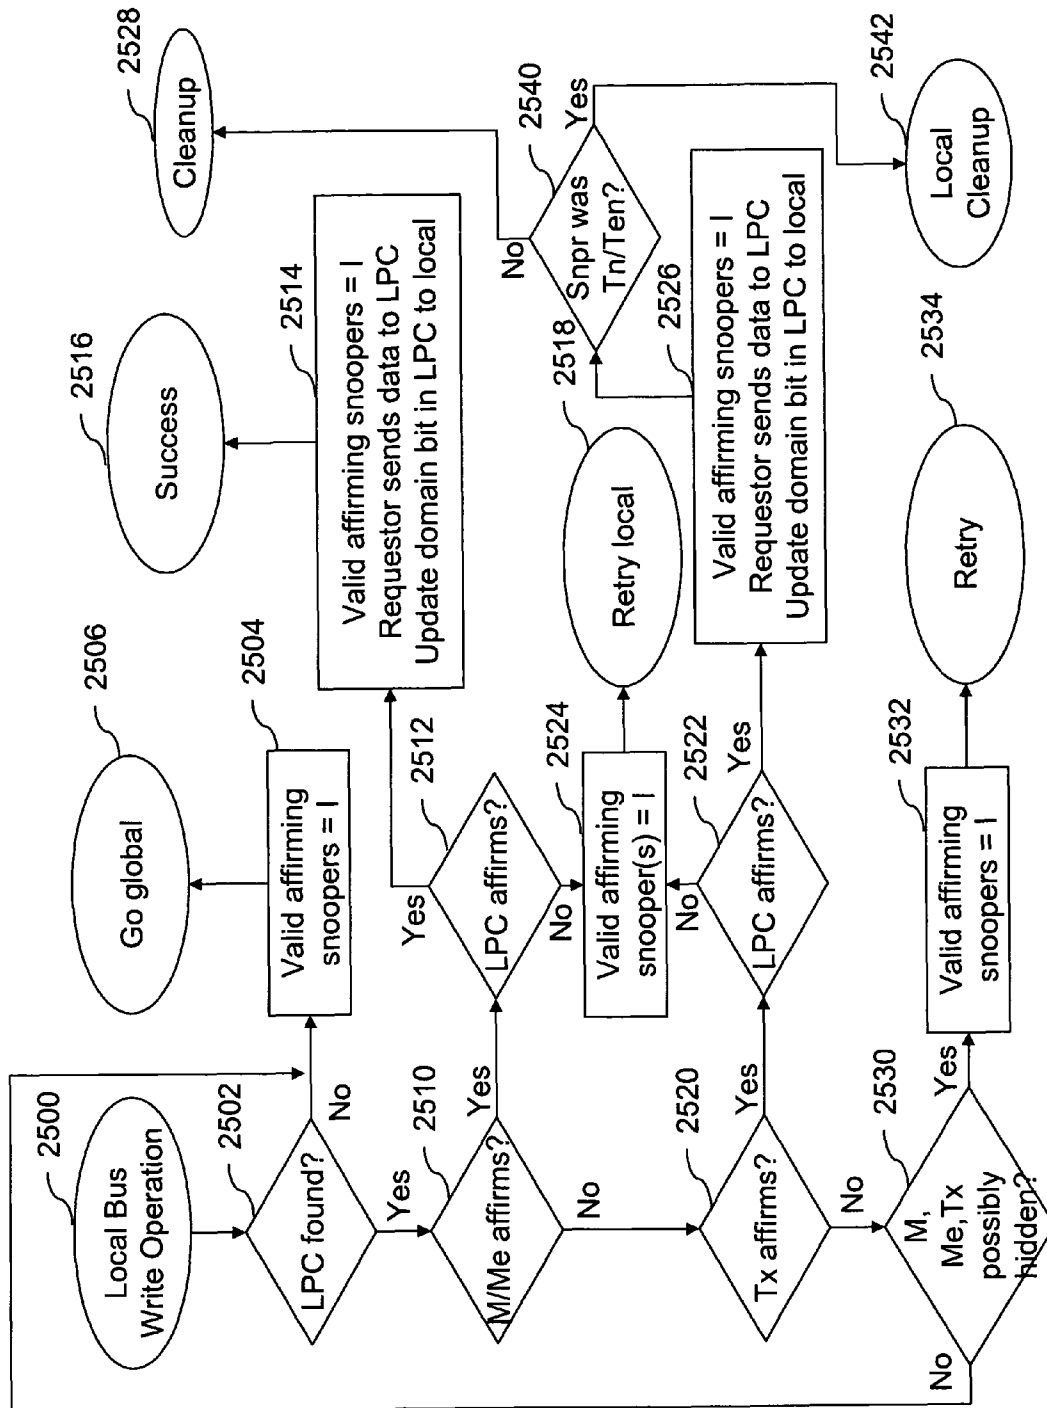 2500
Local Bus
Write Operation
2502
LPC found?
No
Yes
2504
Valid affirming
snoopers = I
2506
Go global
2510
M/Me affirms?
Yes
No
2512
LPC affirms?
Yes
No
2514
Valid affirming snoopers = I
Requestor sends data to LPC
Update domain bit in LPC to local
2516
Success
2524
Valid affirming
snooper(s) = I
2518
Retry local
2520
Tx affirms?
Yes
No
2522
LPC affirms?
No
Yes
2526
Valid affirming snoopers = I
Requestor sends data to LPC
Update domain bit in LPC to local
2540
Snpr was
Tn/Ten?
No
Yes
2528
Cleanup
2542
Local
Cleanup
2530
M,
Me,Tx
possibly
hidden?
No
Yes
2532
Valid affirming
snoopers = I
2534
Retry